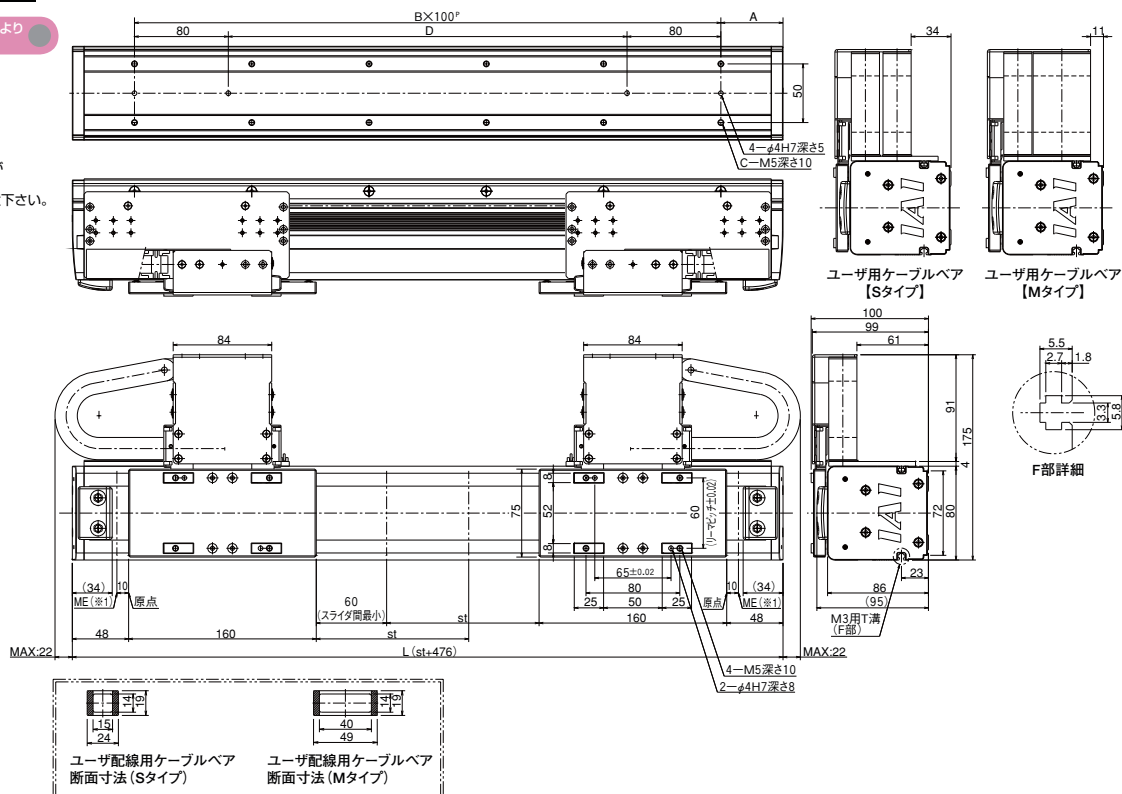 より
B×100ᴾ
A
80
D
80
50
4－φ4H7深さ5
C－M5深さ10
34
11
下さい。
IAI
IAI
ユーザ用ケーブルベア
【Sタイプ】
ユーザ用ケーブルベア
【Mタイプ】
84
84
100
99
61
5.5
2.7
1.8
3.3
5.8
F部詳細
91
175
4
8
52
8
75
60
(リーマピッチ±0.02)
IAI
72
80
65±0.02
80
25
50
25
23
86
(95)
M3用T溝
(F部)
(34)
10
ME(※1)
原点
60
(スライダ間最小)
st
原点
10
(34)
ME(※1)
48
160
st
160
48
MAX:22
L(st+476)
MAX:22
4－M5深さ10
2－φ4H7深さ8
14
19
15
24
14
19
40
49
ユーザ配線用ケーブルベア
断面寸法(Sタイプ)
ユーザ配線用ケーブルベア
断面寸法(Mタイプ)